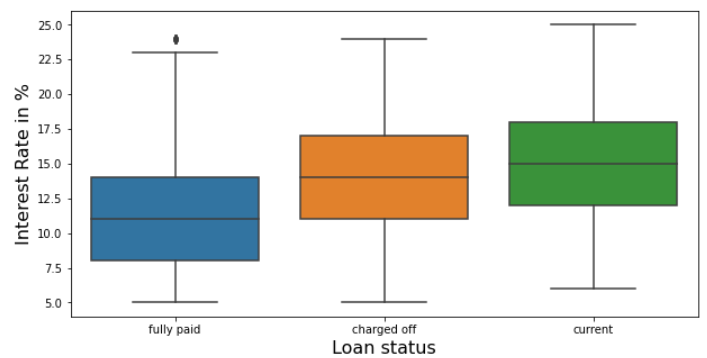 25.0
22.5
20.0
17.5
15.0
12.5
10.0
7.5
5.0
Interest Rate in %
fully paid
charged off
current
Loan status